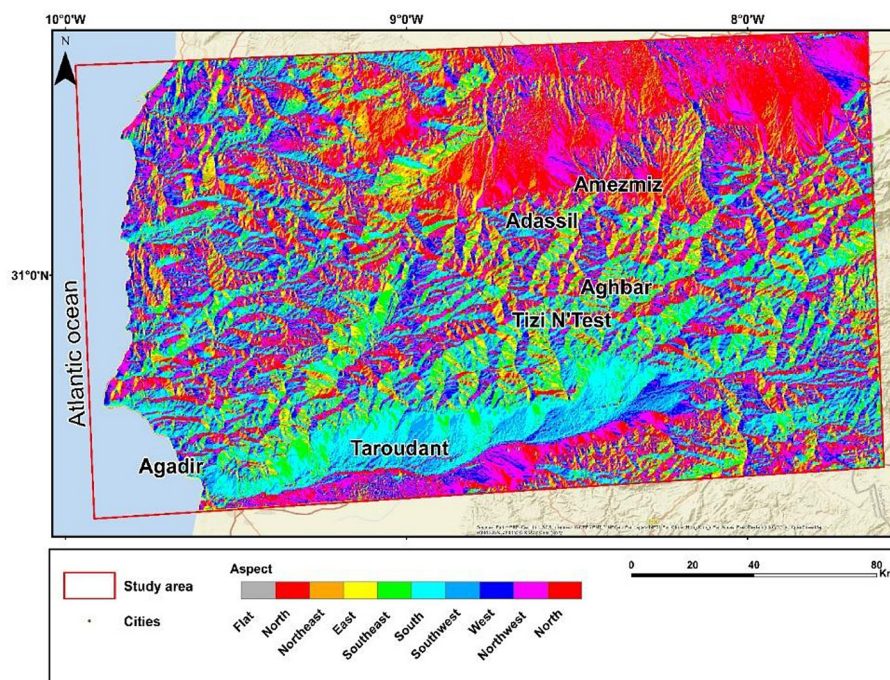 10°0'W 9°0'W 8°0'W
N
Amezmiz
Adassil
31°0'N
Aghbar
Tizi N'Test
Atlantic ocean
Taroudant
Agadir
Study area
Cities
Aspect
Flat
North
Northeast
East
Southeast
South
Southwest
West
Northwest
North
0 20 40 80
Km